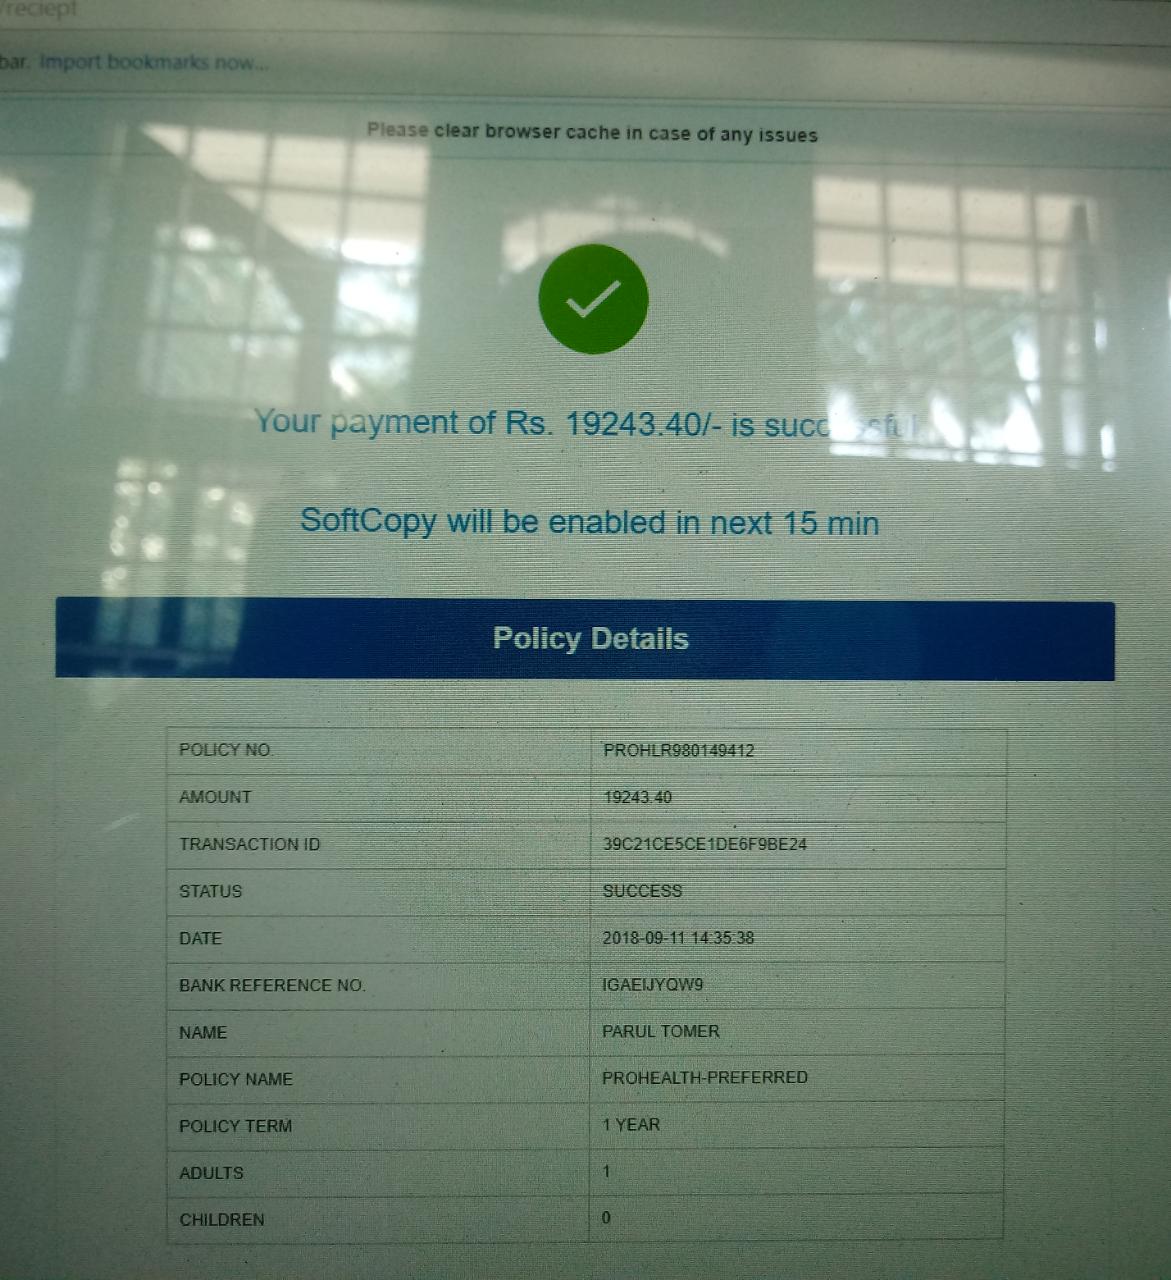 /reciept
bar. Import bookmarks now...
Please clear browser cache in case of any issues
Your payment of Rs. 19243.40/- is successful
SoftCopy will be enabled in next 15 min
Policy Details
POLICY NO. PROHLR980149412
AMOUNT 19243.40
TRANSACTION ID 39C21CE5CE1DE6F9BE24
STATUS SUCCESS
DATE 2018-09-11 14:35:38
BANK REFERENCE NO. IGAEIJYQW9
NAME PARUL TOMER
POLICY NAME PROHEALTH-PREFERRED
POLICY TERM 1 YEAR
ADULTS 1
CHILDREN 0